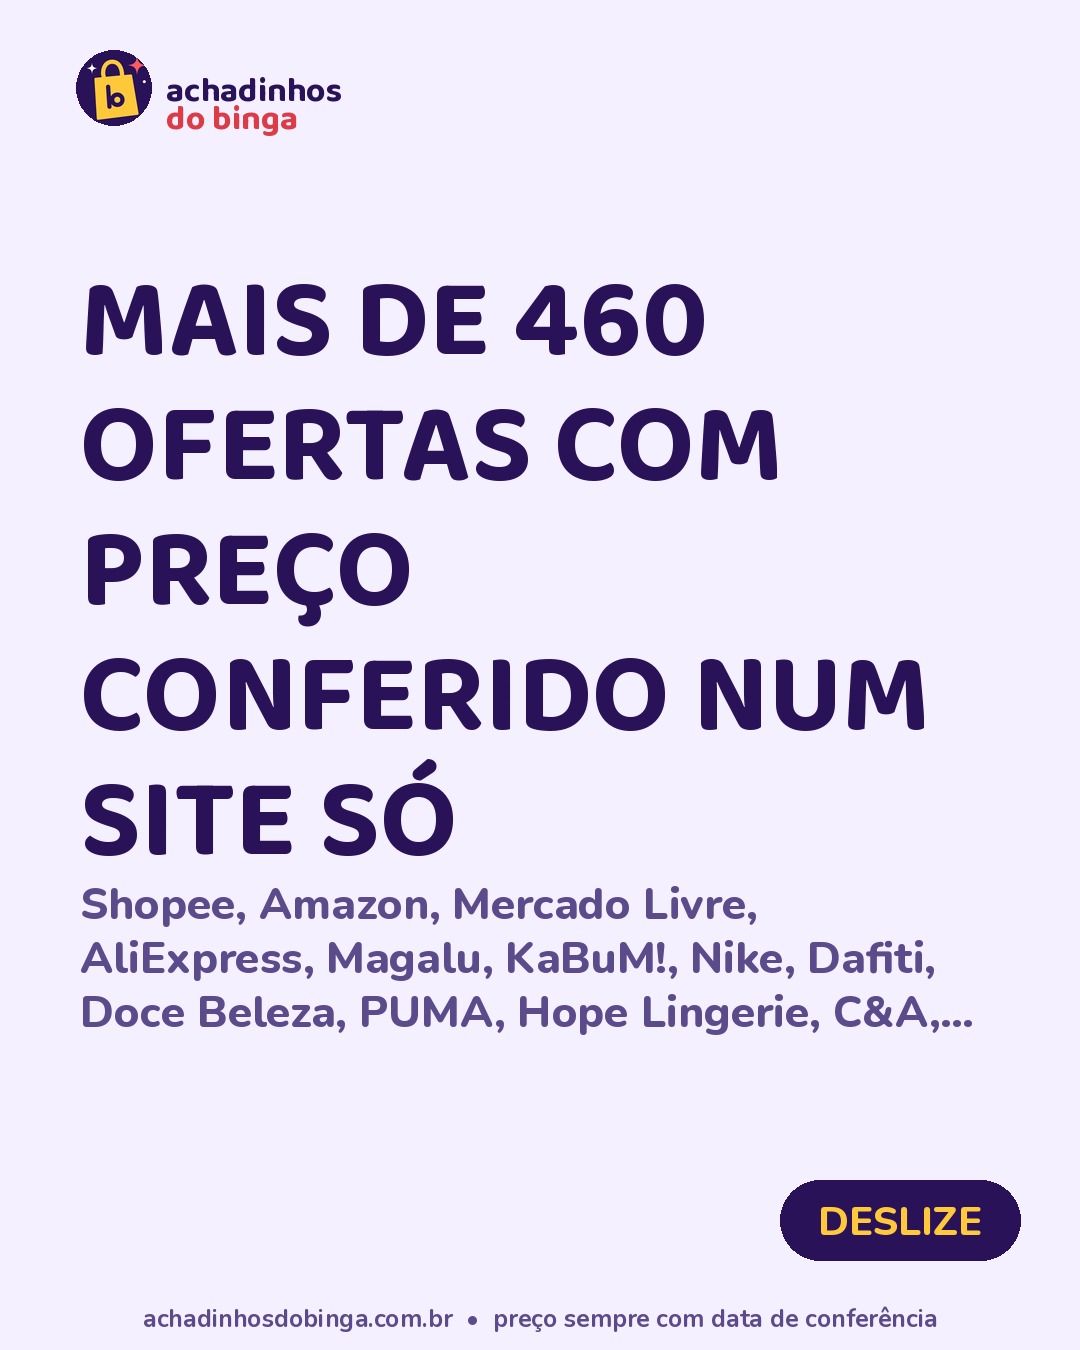 b
achadinhos
do binga
MAIS DE 460
OFERTAS COM
PREÇO
CONFERIDO NUM
SITE SÓ
Shopee, Amazon, Mercado Livre,
AliExpress, Magalu, KaBuM!, Nike, Dafiti,
Doce Beleza, PUMA, Hope Lingerie, C&A,...
DESLIZE
achadinhosdobinga.com.br • preço sempre com data de conferência